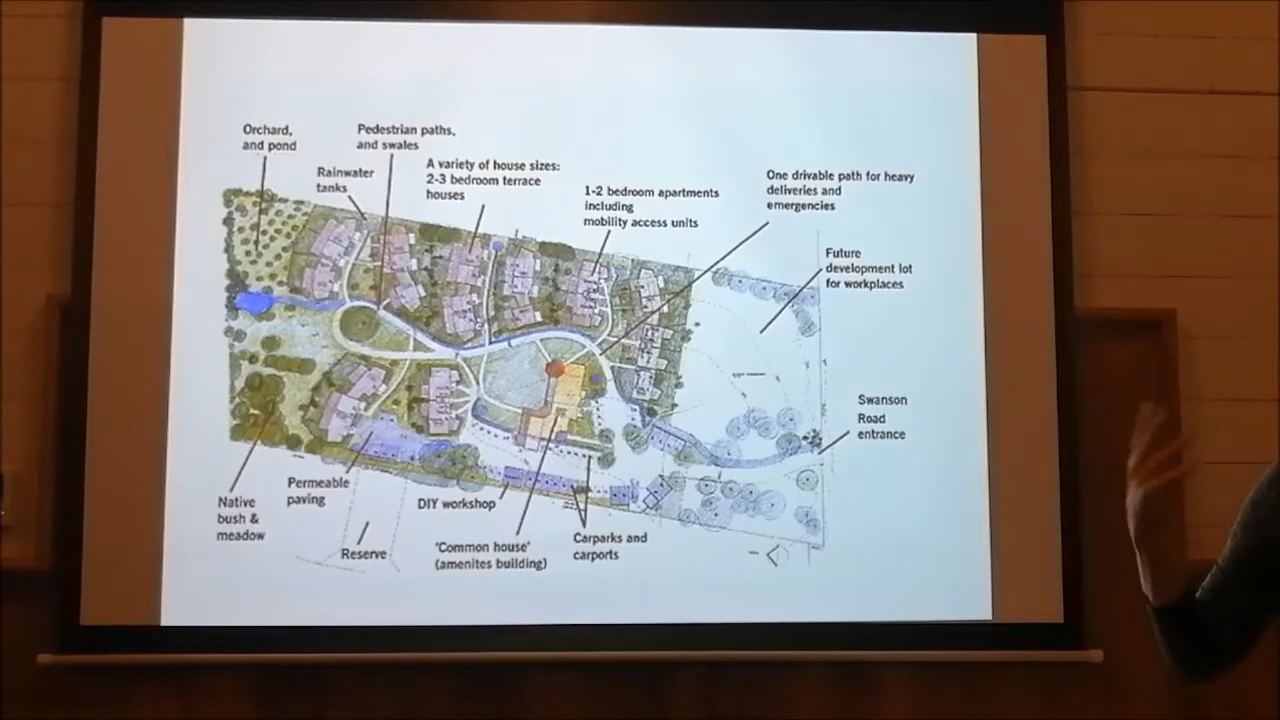 Orchard,
and pond
Pedestrian paths,
and swales
Rainwater
tanks
A variety of house sizes:
2-3 bedroom terrace
houses
1-2 bedroom apartments
including
mobility access units
One drivable path for heavy
deliveries and
emergencies
Future
development lot
for workplaces
Swanson
Road
entrance
Native
bush &
meadow
Permeable
paving
Reserve
DIY workshop
'Common house'
(amenites building)
Carparks and
carports